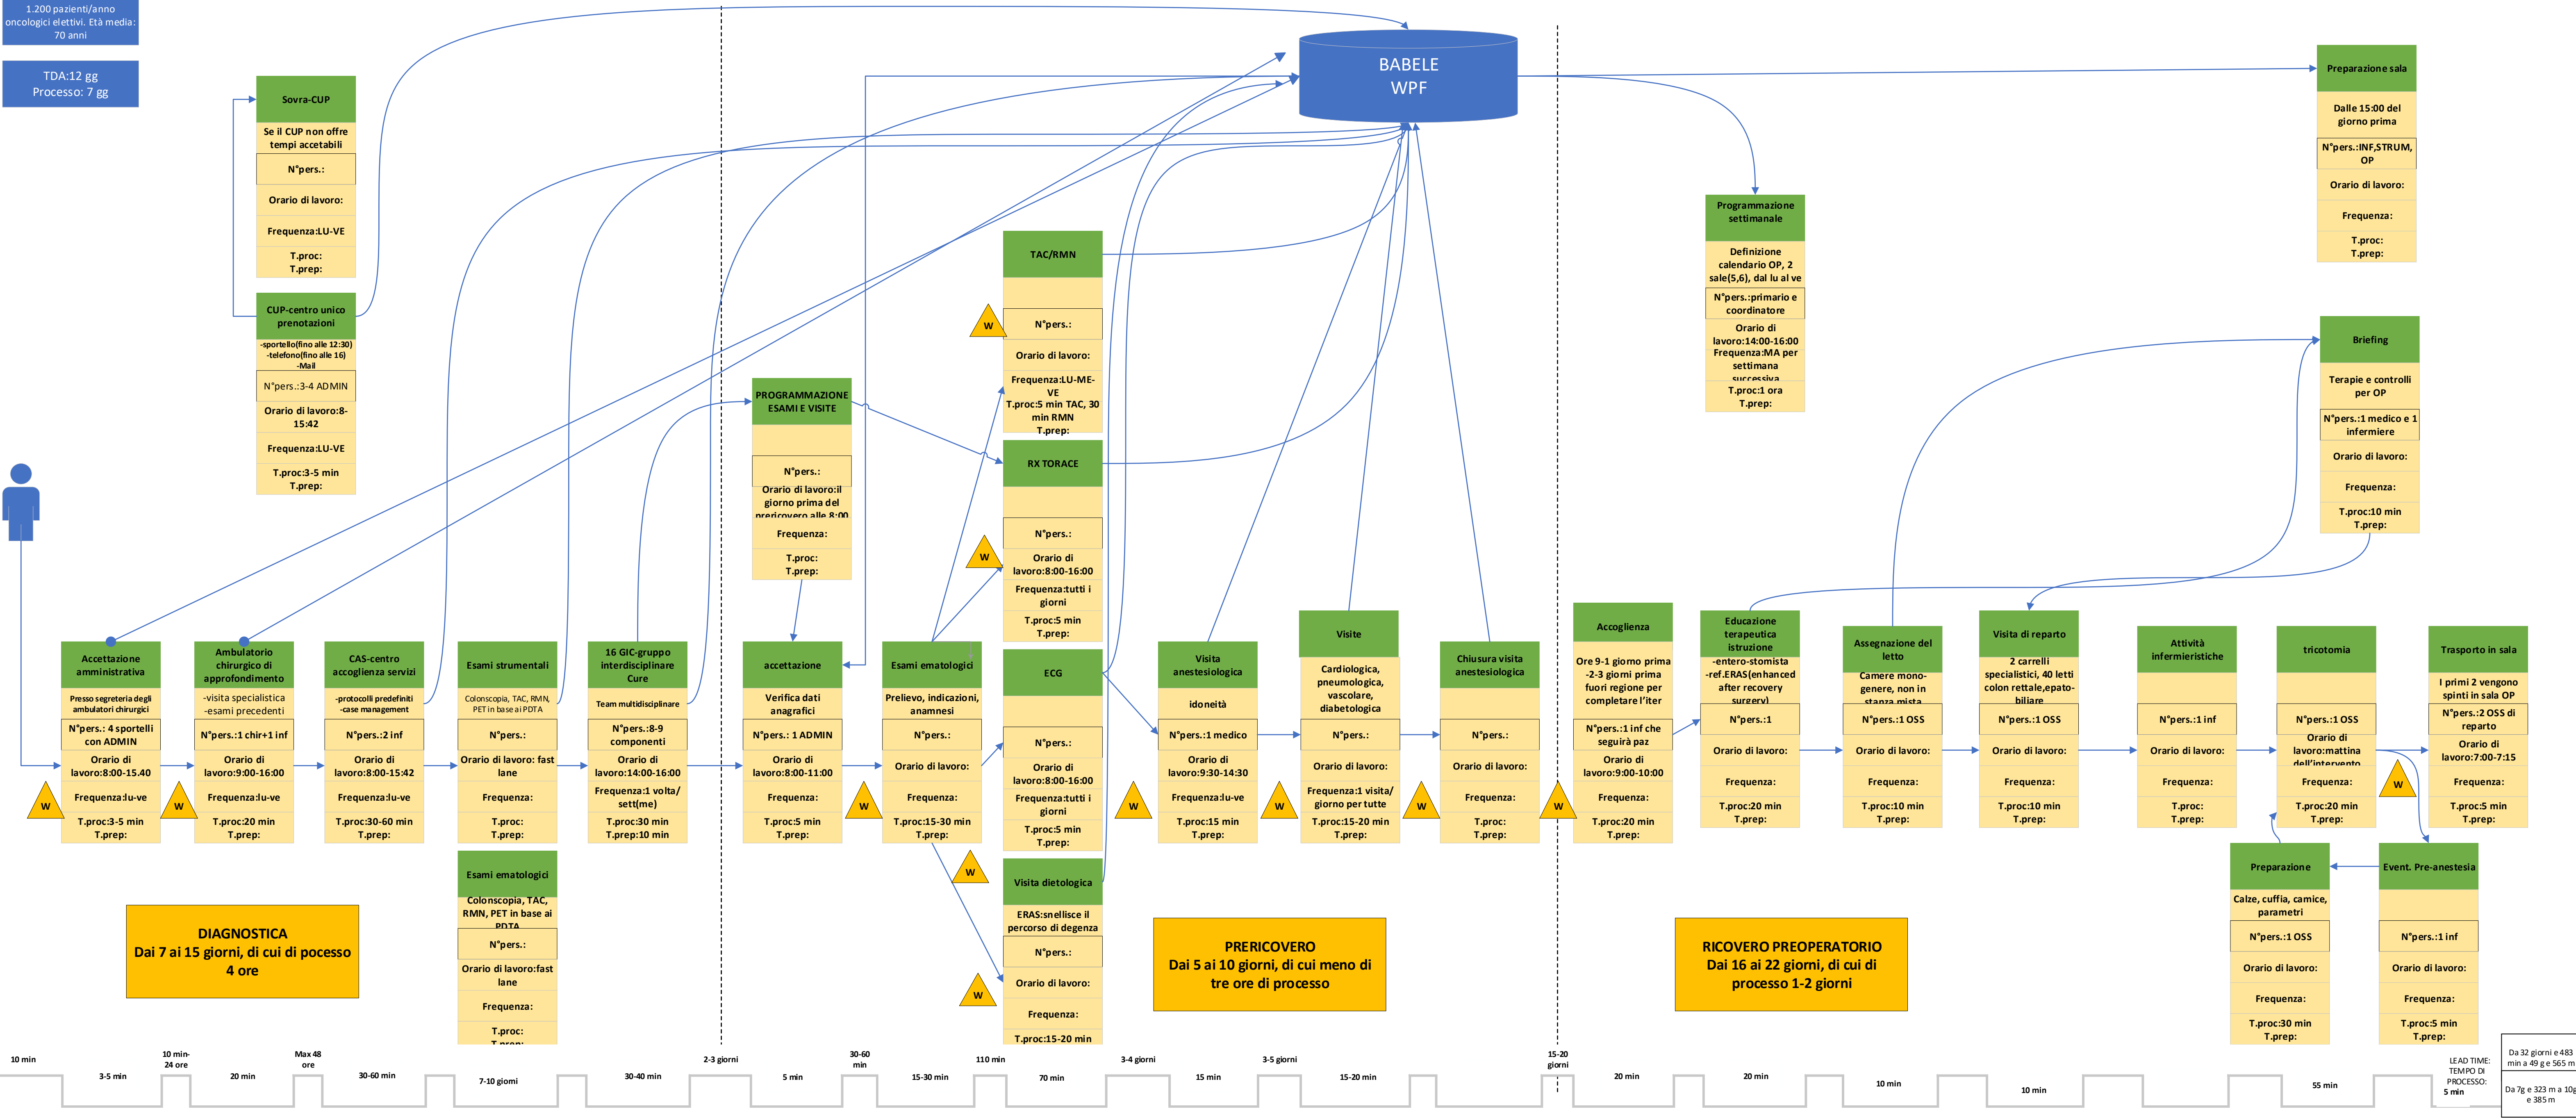 1.200 pazienti/anno
oncologici elettivi. Età media:
70 anni
TDA:12 gg
Processo: 7 gg
BABELE
WPF
Sovra-CUP
Se il CUP non offre
tempi accetabili
N°pers.:
Orario di lavoro:
Frequenza:LU-VE
T.proc:
T.prep:
CUP-centro unico
prenotazioni
-sportello(fino alle 12:30)
-telefono(fino alle 16)
-Mail
N°pers.:3-4 ADMIN
Orario di lavoro:8-
15:42
Frequenza:LU-VE
T.proc:3-5 min
T.prep:
Preparazione sala
Dalle 15:00 del
giorno prima
N°pers.:INF,STRUM,
OP
Orario di lavoro:
Frequenza:
T.proc:
T.prep:
Programmazione
settimanale
Definizione
calendario OP, 2
sale(5,6), dal lu al ve
N°pers.:primario e
coordinatore
Orario di
lavoro:14:00-16:00
Frequenza:MA per
settimana
successiva
T.proc:1 ora
T.prep:
TAC/RMN
W
N°pers.:
Orario di lavoro:
Frequenza:LU-ME-
VE
T.proc:5 min TAC, 30
min RMN
T.prep:
Briefing
Terapie e controlli
per OP
N°pers.:1 medico e 1
infermiere
Orario di lavoro:
Frequenza:
T.proc:10 min
T.prep:
PROGRAMMAZIONE
ESAMI E VISITE
N°pers.:
Orario di lavoro:il
giorno prima del
prericovero alle 8:00
Frequenza:
T.proc:
T.prep:
RX TORACE
W
N°pers.:
Orario di
lavoro:8:00-16:00
Frequenza:tutti i
giorni
T.proc:5 min
T.prep:
Accettazione
amministrativa
Presso segreteria degli
ambulatori chirurgici
N°pers.: 4 sportelli
con ADMIN
Orario di
lavoro:8:00-15.40
W
Frequenza:lu-ve
T.proc:3-5 min
T.prep:
Ambulatorio
chirurgico di
approfondimento
-visita specialistica
-esami precedenti
N°pers.:1 chir+1 inf
Orario di
lavoro:9:00-16:00
W
Frequenza:lu-ve
T.proc:20 min
T.prep:
CAS-centro
accoglienza servizi
-protocolli predefiniti
-case management
N°pers.:2 inf
Orario di
lavoro:8:00-15:42
Frequenza:lu-ve
T.proc:30-60 min
T.prep:
Esami strumentali
Colonscopia, TAC, RMN,
PET in base ai PDTA
N°pers.:
Orario di lavoro: fast
lane
Frequenza:
T.proc:
T.prep:
16 GIC-gruppo
interdisciplinare
Cure
Team multidisciplinare
N°pers.:8-9
componenti
Orario di
lavoro:14:00-16:00
Frequenza:1 volta/
sett(me)
T.proc:30 min
T.prep:10 min
accettazione
Verifica dati
anagrafici
N°pers.: 1 ADMIN
Orario di
lavoro:8:00-11:00
Frequenza:
T.proc:5 min
T.prep:
Esami ematologici
Prelievo, indicazioni,
anamnesi
N°pers.:
Orario di lavoro:
W
Frequenza:
T.proc:15-30 min
T.prep:
ECG
N°pers.:
Orario di
lavoro:8:00-16:00
Frequenza:tutti i
giorni
T.proc:5 min
T.prep:
W
Visita anestesiologica
idoneità
N°pers.:1 medico
Orario di
lavoro:9:30-14:30
W
Frequenza:lu-ve
T.proc:15 min
T.prep:
Visite
Cardiologica,
pneumologica,
vascolare,
diabetologica
N°pers.:
Orario di lavoro:
W
Frequenza:1 visita/
giorno per tutte
T.proc:15-20 min
T.prep:
Chiusura visita
anestesiologica
N°pers.:
Orario di lavoro:
W
Frequenza:
T.proc:
T.prep:
Accoglienza
Ore 9-1 giorno prima
-2-3 giorni prima
fuori regione per
completare l'iter
N°pers.:1 inf che
seguirà paz
Orario di
lavoro:9:00-10:00
W
Frequenza:
T.proc:20 min
T.prep:
Educazione
terapeutica
istruzione
-entero-stomista
-ref.ERAS(enhanced
after recovery
surgery)
N°pers.:1
Orario di lavoro:
Frequenza:
T.proc:20 min
T.prep:
Assegnazione del
letto
Camere mono-
genere, non in
stanza mista
N°pers.:1 OSS
Orario di lavoro:
Frequenza:
T.proc:10 min
T.prep:
Visita di reparto
2 carrelli
specialistici, 40 letti
colon rettale,epato-
biliare
N°pers.:1 OSS
Orario di lavoro:
Frequenza:
T.proc:10 min
T.prep:
Attività
infermieristiche
N°pers.:1 inf
Orario di lavoro:
Frequenza:
T.proc:
T.prep:
tricotomia
N°pers.:1 OSS
Orario di
lavoro:mattina
dell'intervento
Frequenza:
T.proc:20 min
T.prep:
W
Trasporto in sala
I primi 2 vengono
spinti in sala OP
N°pers.:2 OSS di
reparto
Orario di
lavoro:7:00-7:15
Frequenza:
T.proc:5 min
T.prep:
Esami ematologici
Colonscopia, TAC,
RMN, PET in base ai
PDTA
N°pers.:
Orario di lavoro:fast
lane
Frequenza:
T.proc:
T.prep:
Visita dietologica
ERAS:snellisce il
percorso di degenza
N°pers.:
W
Orario di lavoro:
Frequenza:
T.proc:15-20 min
Preparazione
Calze, cuffia, camice,
parametri
N°pers.:1 OSS
Orario di lavoro:
Frequenza:
T.proc:30 min
T.prep:
Event. Pre-anestesia
N°pers.:1 inf
Orario di lavoro:
Frequenza:
T.proc:5 min
T.prep:
DIAGNOSTICA
Dai 7 ai 15 giorni, di cui di pocesso
4 ore
PRERICOVERO
Dai 5 ai 10 giorni, di cui meno di
tre ore di processo
RICOVERO PREOPERATORIO
Dai 16 ai 22 giorni, di cui di
processo 1-2 giorni
10 min
3-5 min
10 min-
24 ore
20 min
Max 48
ore
30-60 min
7-10 giorni
30-40 min
2-3 giorni
5 min
30-60
min
15-30 min
110 min
70 min
3-4 giorni
15 min
3-5 giorni
15-20 min
15-20
giorni
20 min
20 min
10 min
10 min
55 min
LEAD TIME:
TEMPO DI
PROCESSO:
5 min
Da 32 giorni e 483
min a 49 g e 565 m
Da 7g e 323 m a 10g
e 385 m